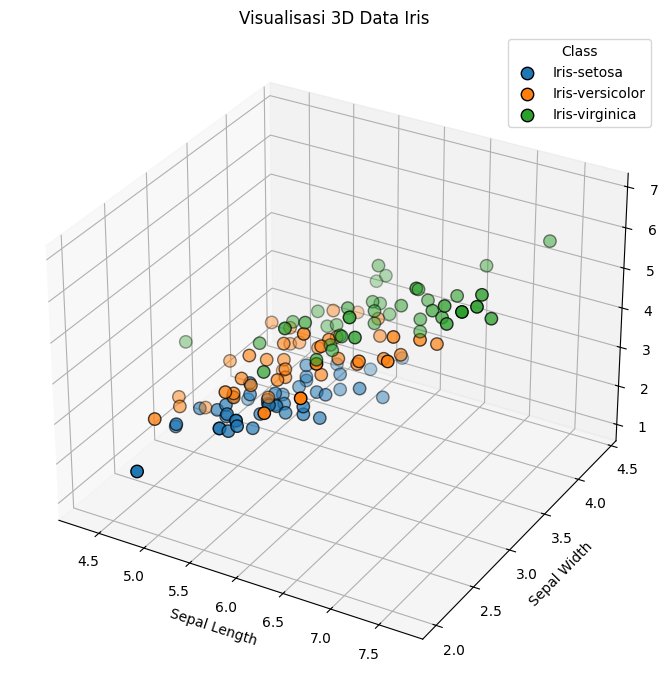 Visualisasi 3D Data Iris
Class
Iris-setosa
Iris-versicolor
Iris-virginica
7
6
5
4
3
2
1
4.5
4.0
3.5
3.0
2.5
2.0
Sepal Width
4.5
5.0
5.5
6.0
6.5
7.0
7.5
Sepal Length